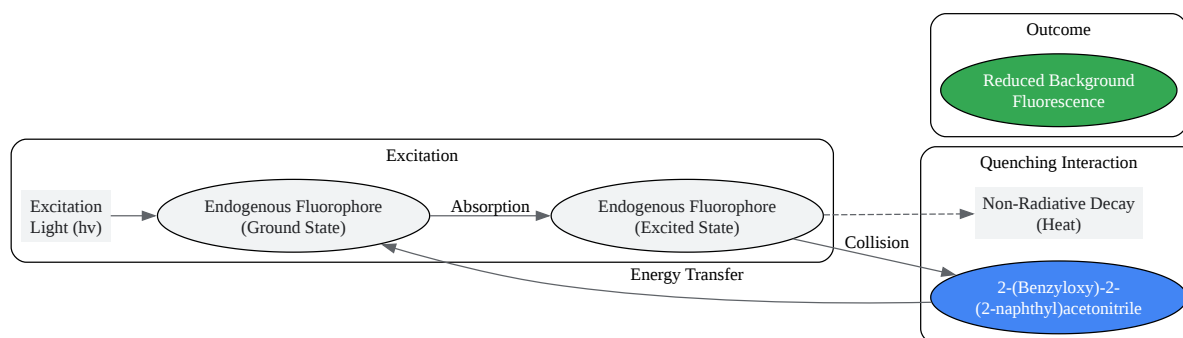 Outcome
Reduced Background
Fluorescence
Excitation
Excitation
Light (hv)
Endogenous Fluorophore
(Ground State)
Absorption
Endogenous Fluorophore
(Excited State)
Collision
Energy Transfer
Quenching Interaction
Non-Radiative Decay
(Heat)
2-(Benzyloxy)-2-
(2-naphthyl)acetonitrile